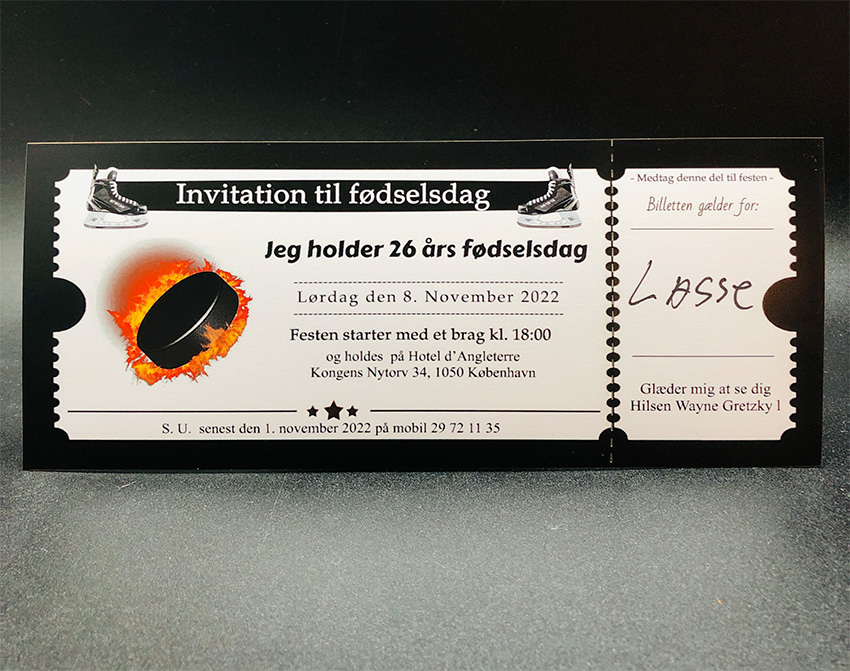 Invitation til fødselsdag
Jeg holder 26 års fødselsdag
Lørdag den 8. November 2022
Festen starter med et brag kl. 18:00
og holdes på Hotel d’Angleterre
Kongens Nytorv 34, 1050 København
S. U. senest den 1. november 2022 på mobil 29 72 11 35
- Medtag denne del til festen -
Billetten gælder for:
Lasse
Glæder mig at se dig
Hilsen Wayne Gretzky l